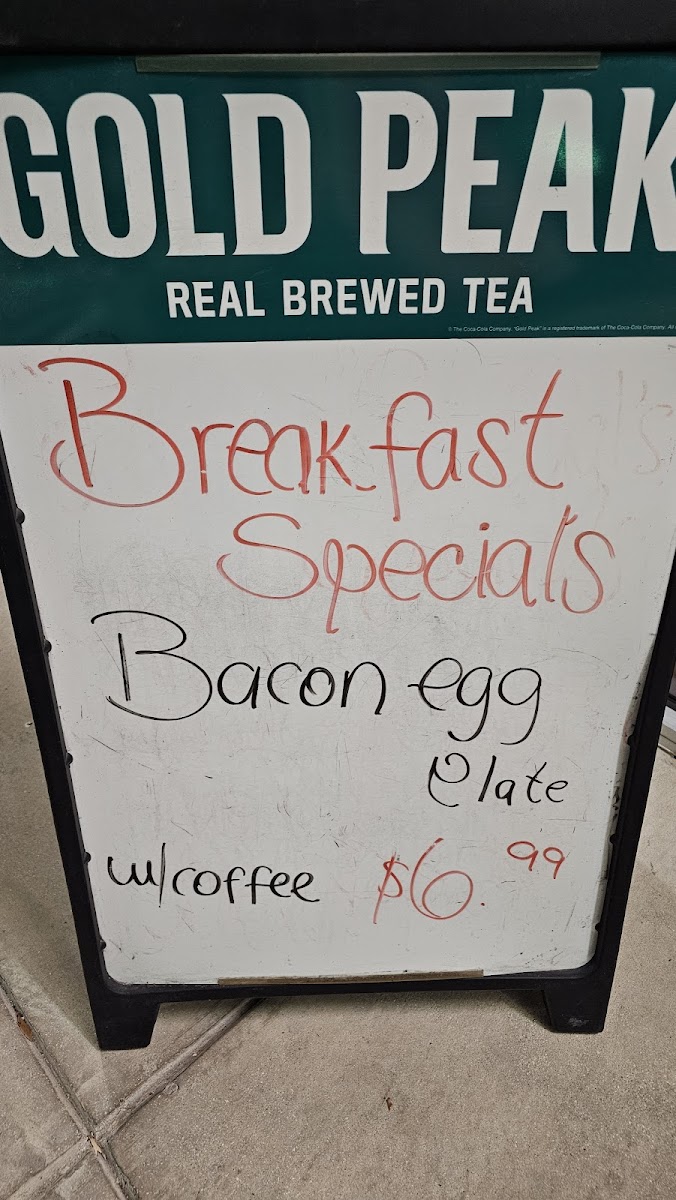 GOLD PEAK
REAL BREWED TEA
Breakfast
Specials
Bacon egg
Plate
w/coffee $6.99